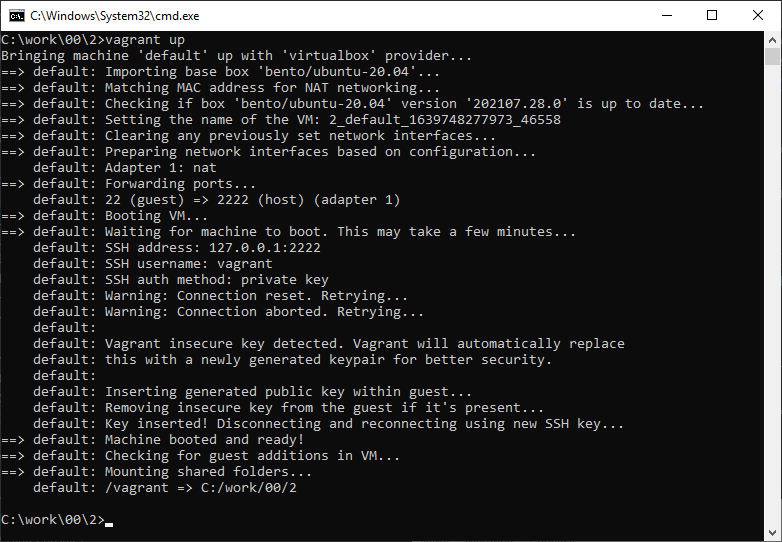 C:\Windows\System32\cmd.exe
C:\work\00\2>vagrant up
Bringing machine 'default' up with 'virtualbox' provider...
==> default: Importing base box 'bento/ubuntu-20.04'...
==> default: Matching MAC address for NAT networking...
==> default: Checking if box 'bento/ubuntu-20.04' version '202107.28.0' is up to date...
==> default: Setting the name of the VM: 2_default_1639748277973_46558
==> default: Clearing any previously set network interfaces...
==> default: Preparing network interfaces based on configuration...
    default: Adapter 1: nat
==> default: Forwarding ports...
    default: 22 (guest) => 2222 (host) (adapter 1)
==> default: Booting VM...
==> default: Waiting for machine to boot. This may take a few minutes...
    default: SSH address: 127.0.0.1:2222
    default: SSH username: vagrant
    default: SSH auth method: private key
    default: Warning: Connection reset. Retrying...
    default: Warning: Connection aborted. Retrying...
    default:
    default: Vagrant insecure key detected. Vagrant will automatically replace
    default: this with a newly generated keypair for better security.
    default:
    default: Inserting generated public key within guest...
    default: Removing insecure key from the guest if it's present...
    default: Key inserted! Disconnecting and reconnecting using new SSH key...
==> default: Machine booted and ready!
==> default: Checking for guest additions in VM...
==> default: Mounting shared folders...
    default: /vagrant => C:/work/00/2
C:\work\00\2>